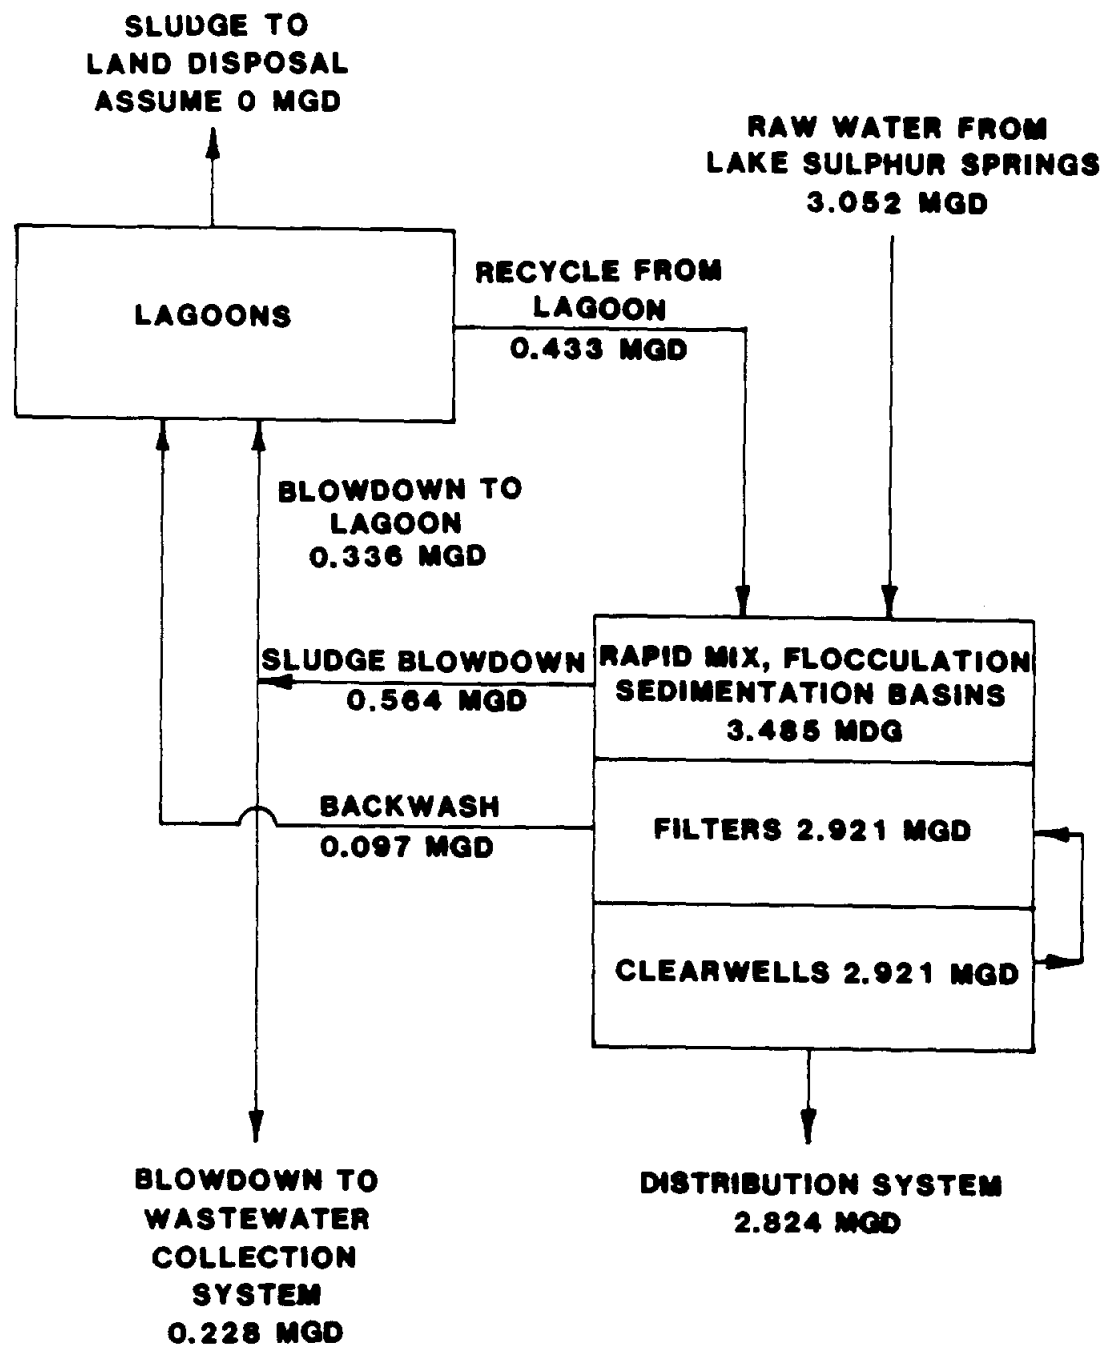 SLUDGE TO
LAND DISPOSAL
ASSUME 0 MGD
RAW WATER FROM
LAKE SULPHUR SPRINGS
3.052 MGD
LAGOONS
RECYCLE FROM
LAGOON
0.433 MGD
BLOWDOWN TO
LAGOON
0.336 MGD
SLUDGE BLOWDOWN
0.564 MGD
RAPID MIX, FLOCCULATION
SEDIMENTATION BASINS
3.485 MDG
BACKWASH
0.097 MGD
FILTERS 2.921 MGD
CLEARWELLS 2.921 MGD
BLOWDOWN TO
WASTEWATER
COLLECTION
SYSTEM
0.228 MGD
DISTRIBUTION SYSTEM
2.824 MGD